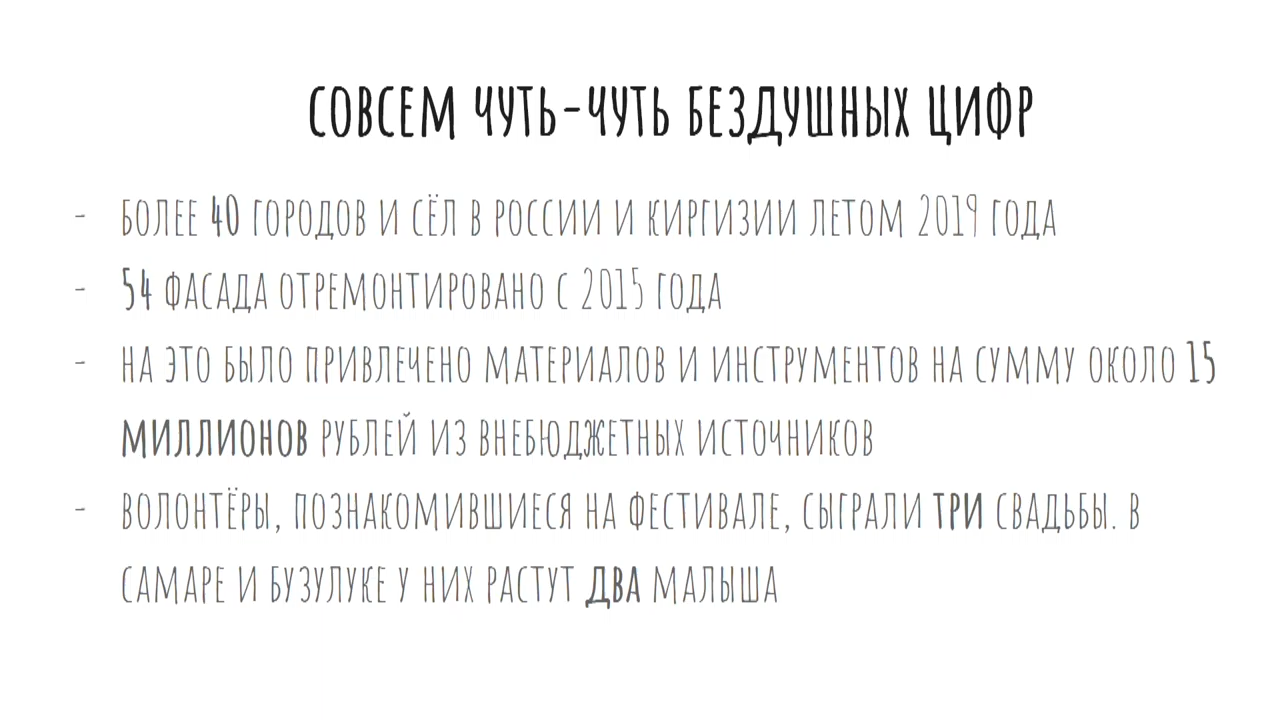 СОВСЕМ ЧУТЬ-ЧУТЬ БЕЗДУШНЫХ ЦИФР
- БОЛЕЕ 40 ГОРОДОВ И СЁЛ В РОССИИ И КИРГИЗИИ ЛЕТОМ 2019 ГОДА
- 54 ФАСАДА ОТРЕМОНТИРОВАНО С 2015 ГОДА
- НА ЭТО БЫЛО ПРИВЛЕЧЕНО МАТЕРИАЛОВ И ИНСТРУМЕНТОВ НА СУММУ ОКОЛО 15
МИЛЛИОНОВ РУБЛЕЙ ИЗ ВНЕБЮДЖЕТНЫХ ИСТОЧНИКОВ
- ВОЛОНТЁРЫ, ПОЗНАКОМИВШИЕСЯ НА ФЕСТИВАЛЕ, СЫГРАЛИ ТРИ СВАДЬБЫ. В
САМАРЕ И БУЗУЛУКЕ У НИХ РАСТУТ ДВА МАЛЫША